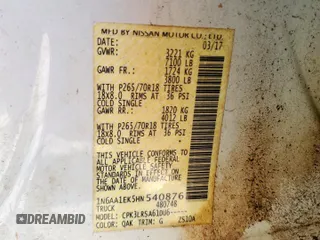 MFD BY NISSAN MOTOR CO., LTD.
DATE: 03/17
GVWR: 3221 KG
7100 LB
GAWR FR: 1724 KG
3800 LB
WITH P265/70R18 TIRES
18X8.0 RIMS AT 36 PSI
COLD SINGLE
GAWR RR: 1820 KG
4012 LB
WITH P265/70R18 TIRES
18X8.0 RIMS AT 36 PSI
COLD SINGLE
THIS VEHICLE CONFORMS TO ALL
APPLICABLE FEDERAL
MOTOR VEHICLE SAFETY
STANDARDS IN EFFECT ON
THE DATE OF MANUFACTURE
SHOWN ABOVE.
1N6AA1EK5HN540876
TRUCK 4B0748
MODEL:
COLOR: QAK TRIM: G
DREAMBID.COM